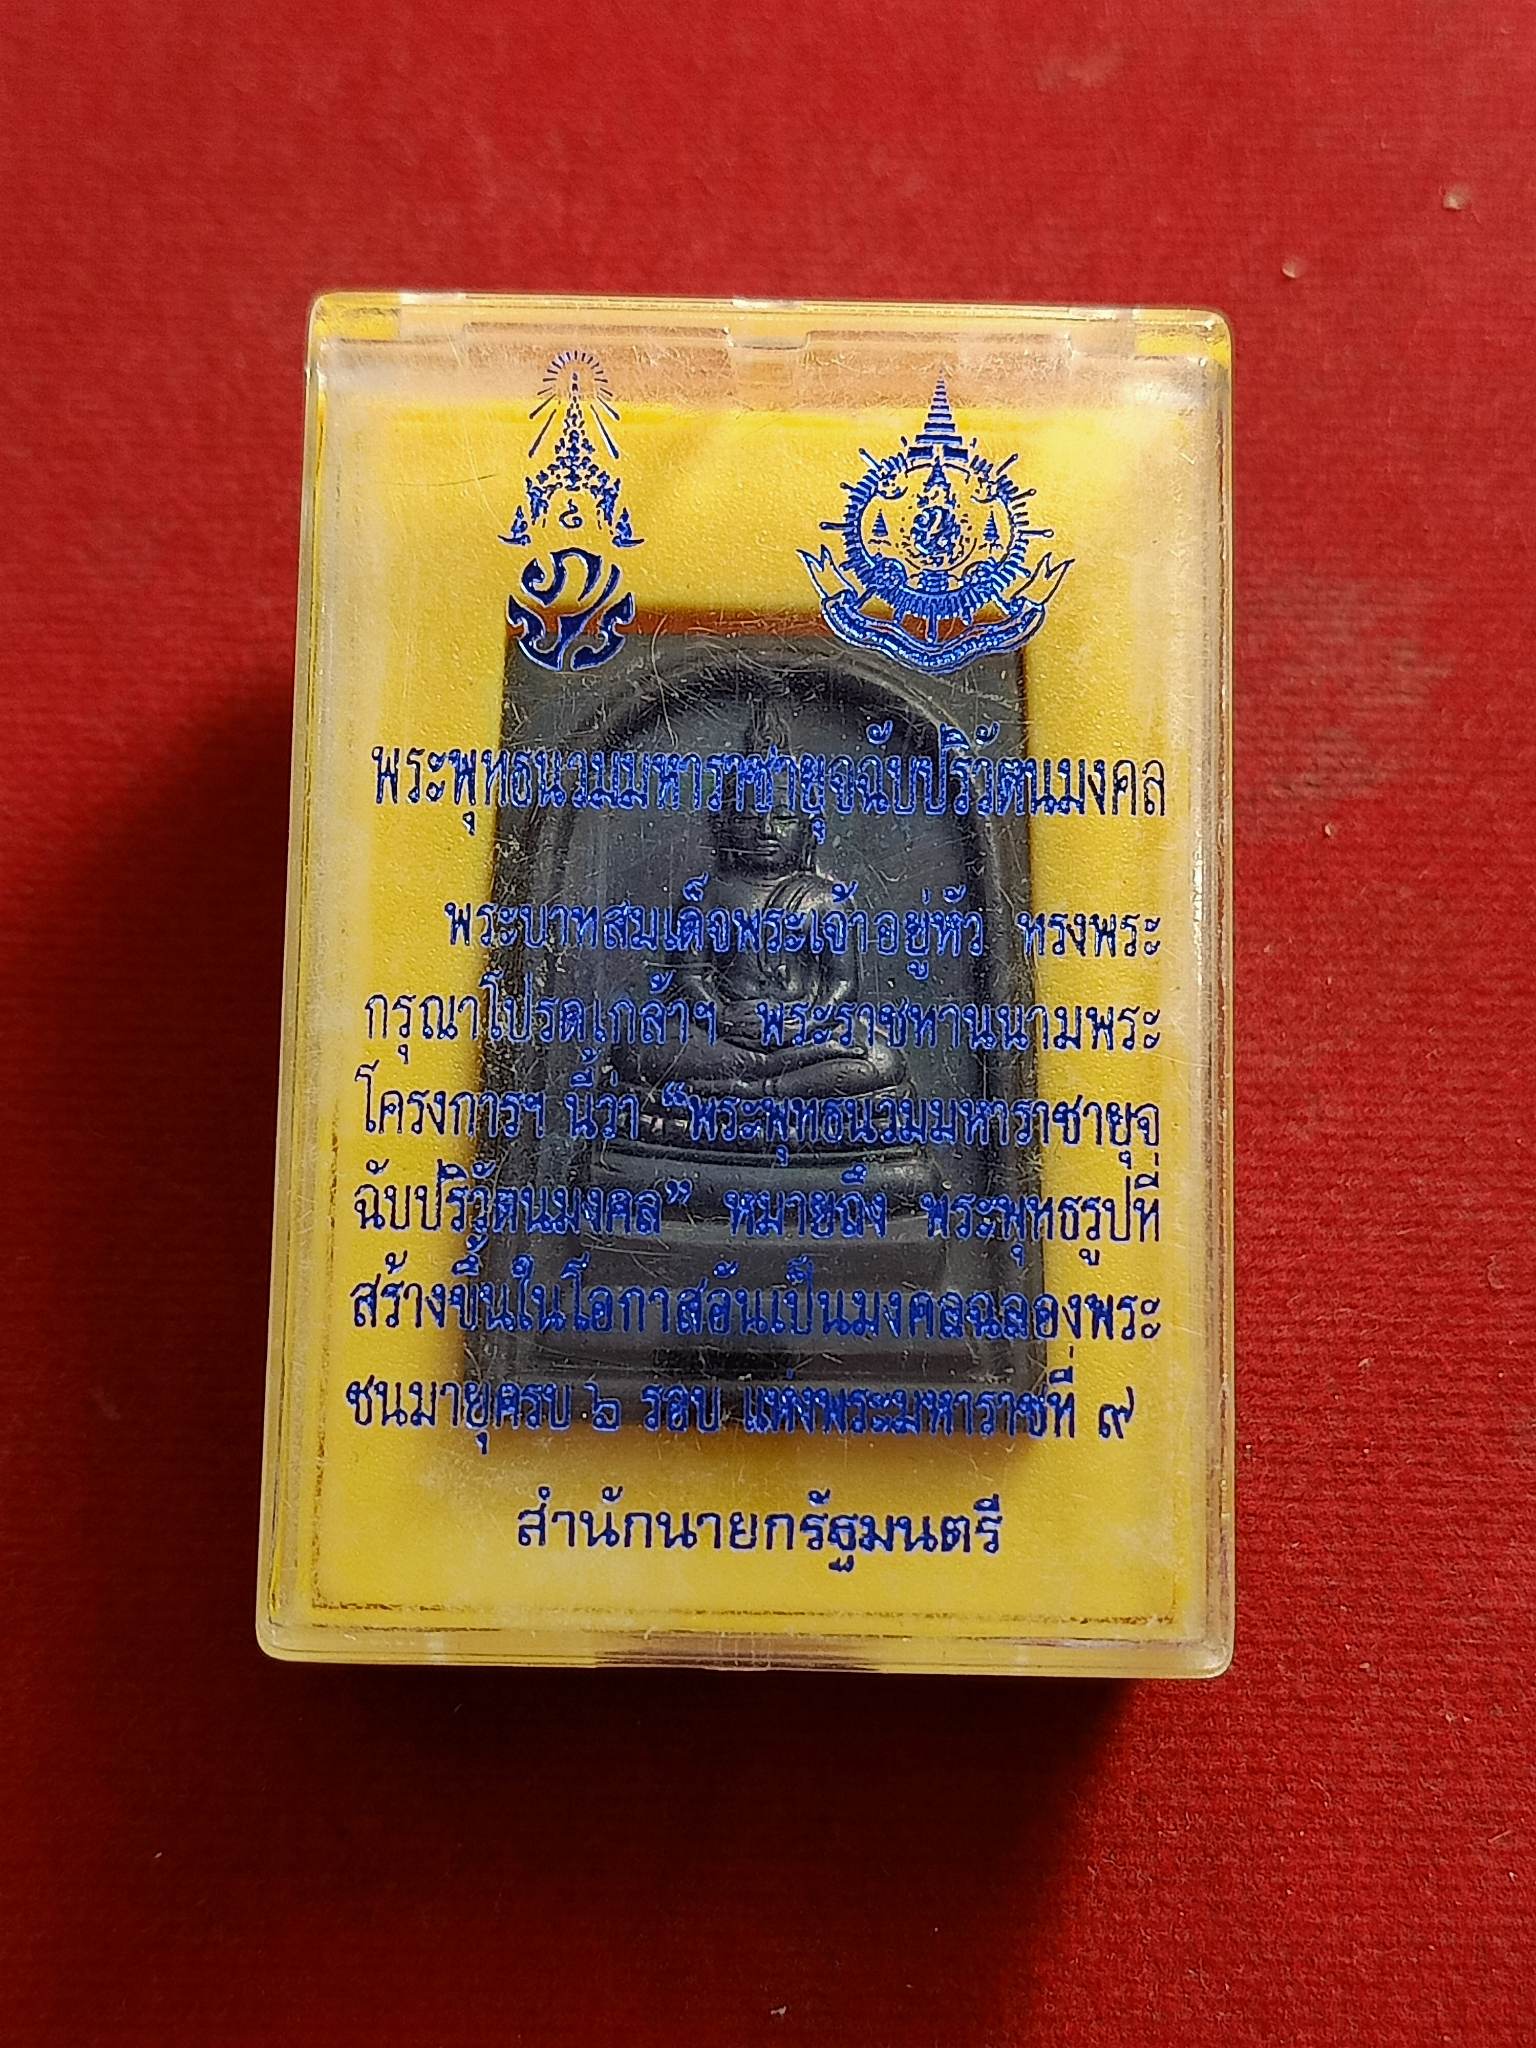 พระพุทธนวมมหาราชายุจฉับปริวัตนมงคล
พระบาทสมเด็จพระเจ้าอยู่หัว ทรงพระ
กรุณาโปรดเกล้าฯ พระราชทานนามพระ
โครงการฯ นี้ว่า “พระพุทธนวมมหาราชายุจ
ฉับปริวัตนมงคล” หมายถึง พระพุทธรูปที่
สร้างขึ้นในโอกาสอันเป็นมงคลฉลองพระ
ชนมายุครบ ๖ รอบ แห่งพระมหาราชที่ ๙
สำนักนายกรัฐมนตรี